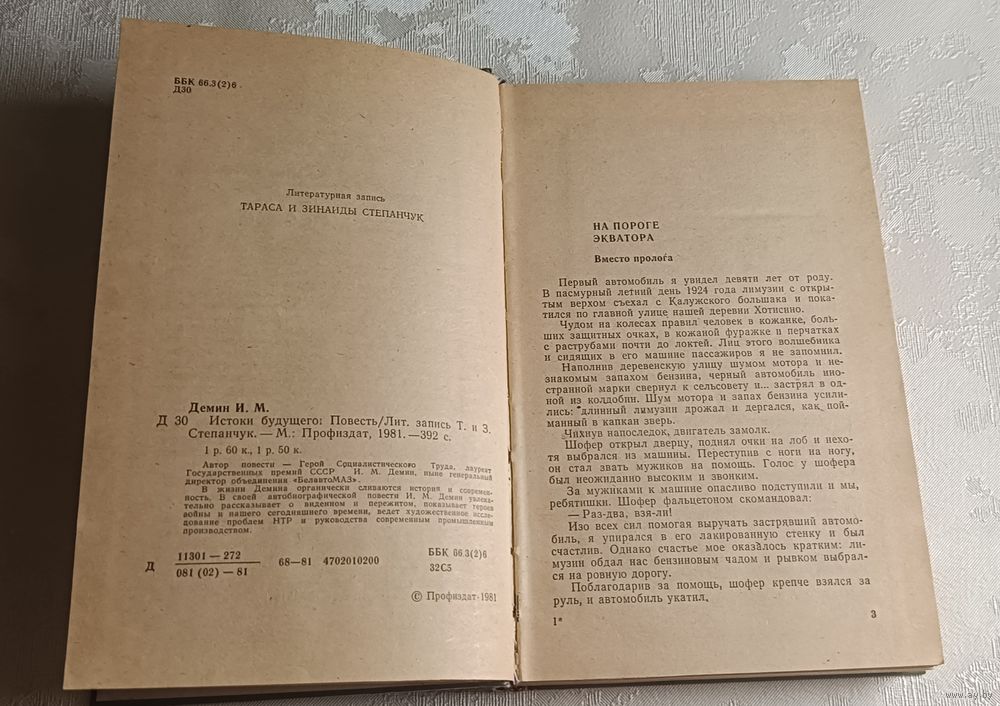 ББК 66.3(2)6
Д30
Литературная запись
ТАРАСА И ЗИНАИДЫ СТЕПАНЧУК
Демин И. М.
Д 30 Истоки будущего: Повесть/Лит. запись Т. и З.
Степанчук. — М.: Профиздат, 1981. —392 с.
1 р. 60 к., 1 р. 50 к.
Автор повести — Герой Социалистического Труда, лауреат
Государственных премий СССР И. М. Демин, ныне генеральный
директор объединения «БелавтоМАЗ».
В жизни Демина органически сливаются история и современ-
ность. В своей автобиографической повести И. М. Демин увлека-
тельно рассказывает о виденном и пережитом, показывает героев
войны и нашего сегодняшнего времени, ведет художественное иссле-
дование проблем НТР и руководства современным промышленным
производством.
Д 11301—272
081 (02)—81 68—81 4702010200
ББК 66.3(2)6
32С5
© Профиздат·1981
НА ПОРОГЕ
ЭКВАТОРА
Вместо пролога
Первый автомобиль я увидел девяти лет от роду.
В пасмурный летний день 1924 года лимузин с откры-
тым верхом съехал с Калужского большака и пока-
тился по главной улице нашей деревни Хотисино.
Чудом на колесах правил человек в кожанке, боль-
ших защитных очках, в кожаной фуражке и перчатках
с раструбами почти до локтей. Лиц этого волшебника
и сидящих в его машине пассажиров я не запомнил.
Наполнив деревенскую улицу шумом мотора и не-
знакомым запахом бензина, черный автомобиль ино-
странной марки свернул к сельсовету и... застрял в од-
ной из колдобин. Шум мотора и запах бензина усили-
лись: длинный лимузин дрожал и дергался, как пой-
манный в капкан зверь.
Чихнув напоследок, двигатель замолк.
Шофер открыл дверцу, поднял очки на лоб и нехо-
тя выбрался из машины. Переступив с ноги на ногу,
он стал звать мужиков на помощь. Голос у шофера
был неожиданно высоким и звонким.
За мужиками к машине опасливо подступили и мы,
ребятишки. Шофер фальцетоном скомандовал:
—Раз-два, взя-ли!
Изо всех сил помогая выручать застрявший автомо-
биль, я упирался в его лакированную стенку и был
счастлив. Однако счастье мое оказалось кратким: ли-
музин обдал нас бензиновым чадом и рывком выбрал-
ся на ровную дорогу.
Поблагодарив за помощь, шофер крепче взялся за
руль, и автомобиль укатил.
1*
3
www.ay.by